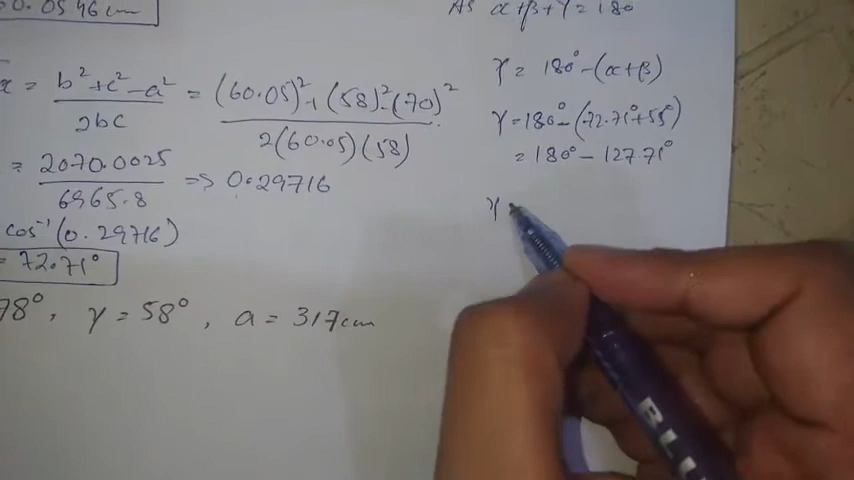 0.0546 cm
α = b² + c² - a² / 2bc = (60.05)² + (58)² - (70)² / 2(60.05)(58)
= 2070.0025 / 6965.8 => 0.29716
cos⁻¹(0.29716)
= 72.71°
78°, γ = 58°, a = 317cm
As α+β+γ = 180
γ = 180° - (α+β)
γ = 180° - (72.71° + 55°)
= 180° - 127.71°
γ